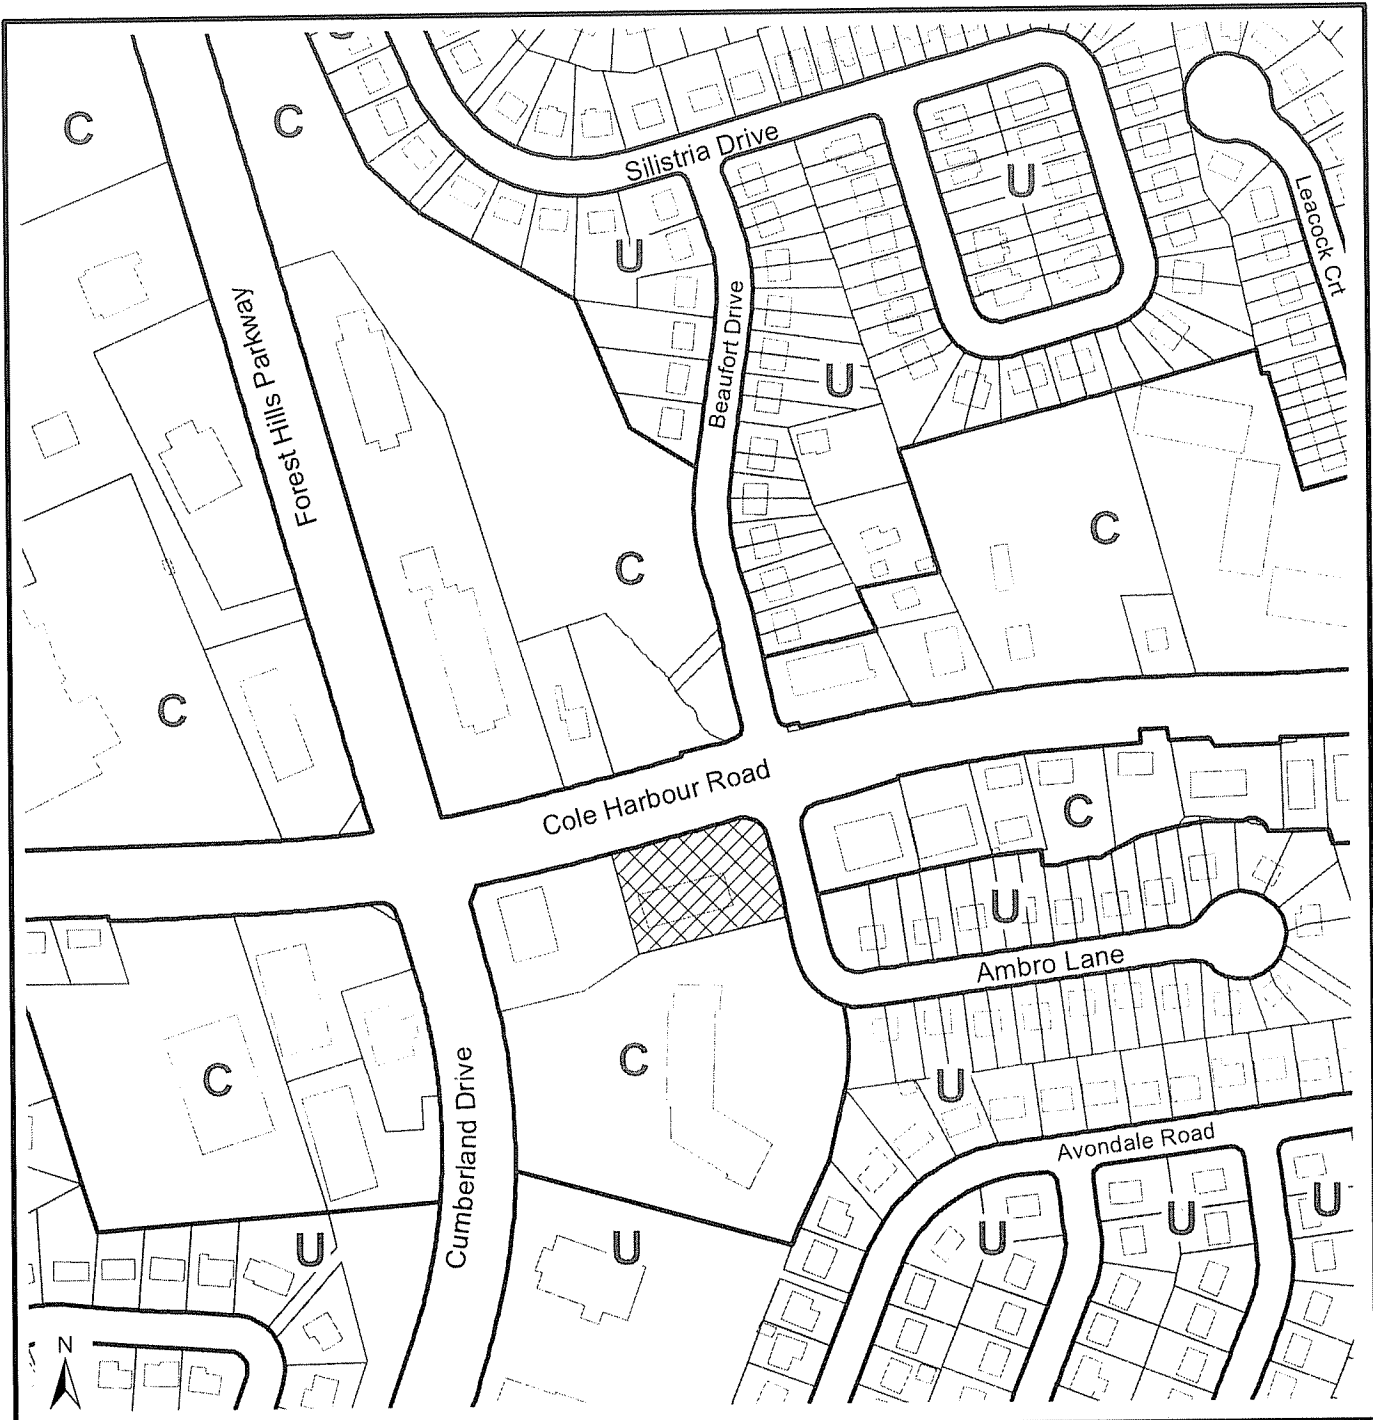 C
C
Silistria Drive
U
Leacock Crt
U
Beaufort Drive
Forest Hills Parkway
U
C
C
C
Cole Harbour Road
C
U
Ambro Lane
C
C
U
Cumberland Drive
Avondale Road
U
U
U
U
U
N